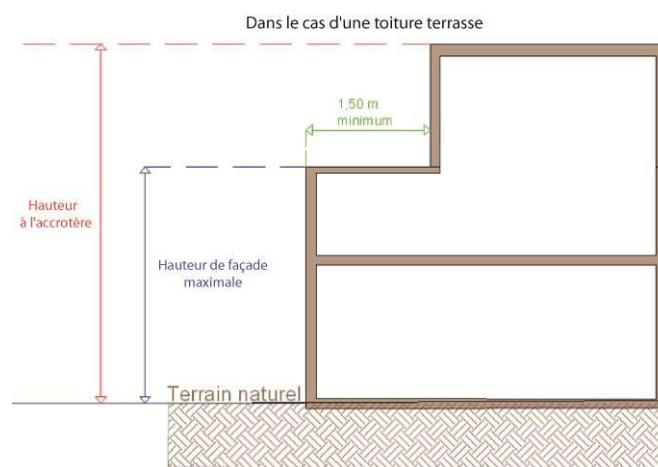 Dans le cas d'une toiture terrasse
1,50 m
minimum
Hauteur
à l'accrotère
Hauteur de façade
maximale
Terrain naturel